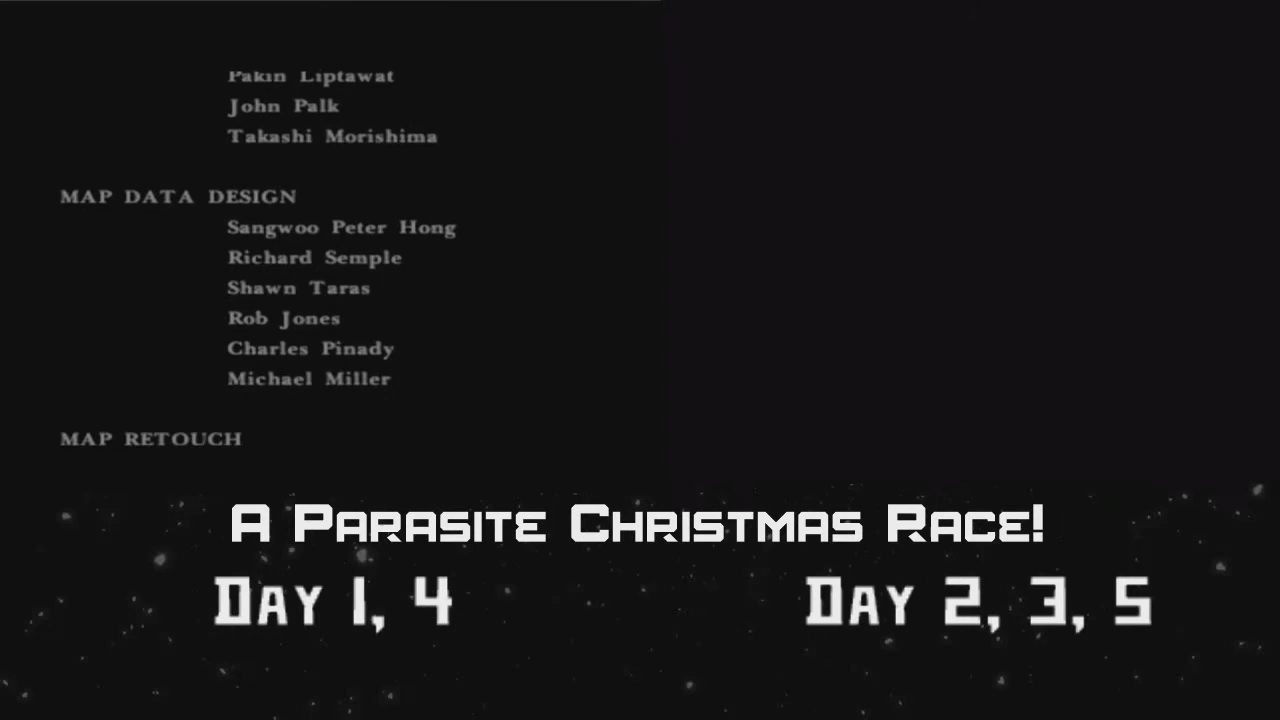 Pakin Liptawat
John Palk
Takashi Morishima
MAP DATA DESIGN
Sangwoo Peter Hong
Richard Semple
Shawn Taras
Rob Jones
Charles Pinady
Michael Miller
MAP RETOUCH
A Parasite Christmas Race!
Day 1, 4
Day 2, 3, 5